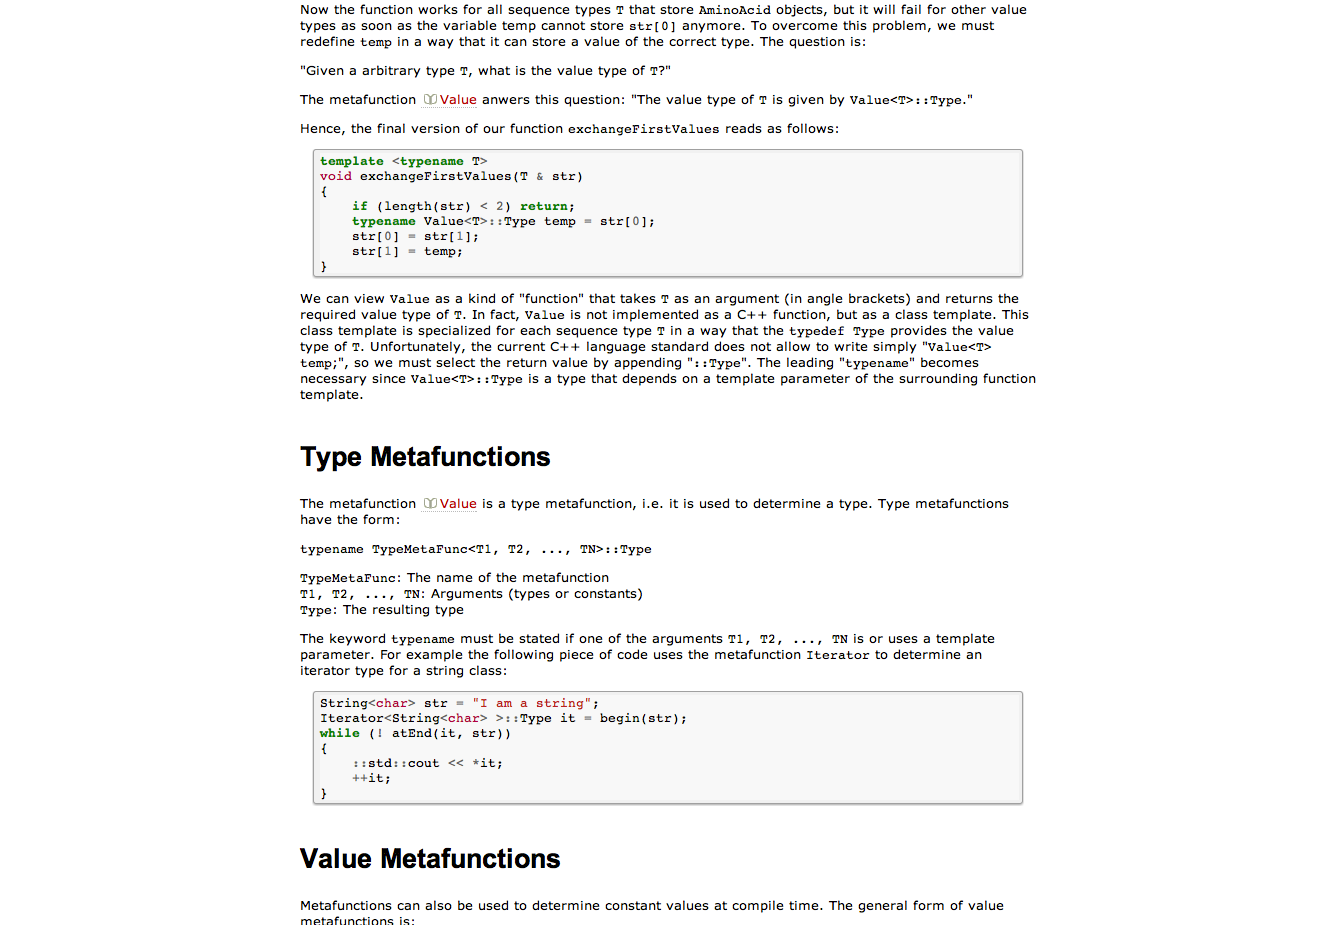 Now the function works for all sequence types T that store AminoAcid objects, but it will fail for other value
types as soon as the variable temp cannot store str[0] anymore. To overcome this problem, we must
redefine temp in a way that it can store a value of the correct type. The question is:
"Given a arbitrary type T, what is the value type of T?"
The metafunction Value anwers this question: "The value type of T is given by Value<T>::Type."
Hence, the final version of our function exchangeFirstValues reads as follows:
template <typename T>
void exchangeFirstValues(T & str)
{
    if (length(str) < 2) return;
    typename Value<T>::Type temp = str[0];
    str[0] = str[1];
    str[1] = temp;
}
We can view Value as a kind of "function" that takes T as an argument (in angle brackets) and returns the
required value type of T. In fact, Value is not implemented as a C++ function, but as a class template. This
class template is specialized for each sequence type T in a way that the typedef Type provides the value
type of T. Unfortunately, the current C++ language standard does not allow to write simply "Value<T>
temp;", so we must select the return value by appending "::Type". The leading "typename" becomes
necessary since Value<T>::Type is a type that depends on a template parameter of the surrounding function
template.
Type Metafunctions
The metafunction Value is a type metafunction, i.e. it is used to determine a type. Type metafunctions
have the form:
typename TypeMetaFunc<T1, T2, ..., TN>::Type
TypeMetaFunc: The name of the metafunction
T1, T2, ..., TN: Arguments (types or constants)
Type: The resulting type
The keyword typename must be stated if one of the arguments T1, T2, ..., TN is or uses a template
parameter. For example the following piece of code uses the metafunction Iterator to determine an
iterator type for a string class:
String<char> str = "I am a string";
Iterator<String<char> >::Type it = begin(str);
while (! atEnd(it, str))
{
    ::std::cout << *it;
    ++it;
}
Value Metafunctions
Metafunctions can also be used to determine constant values at compile time. The general form of value
metafunctions is: